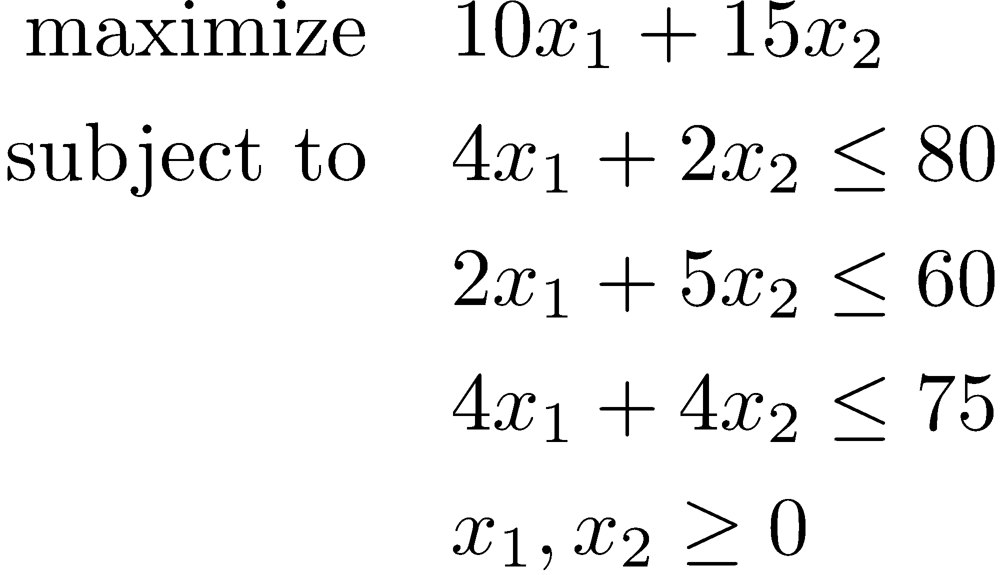 maximize 10x₁ + 15x₂
subject to 4x₁ + 2x₂ ≤ 80
2x₁ + 5x₂ ≤ 60
4x₁ + 4x₂ ≤ 75
x₁, x₂ ≥ 0